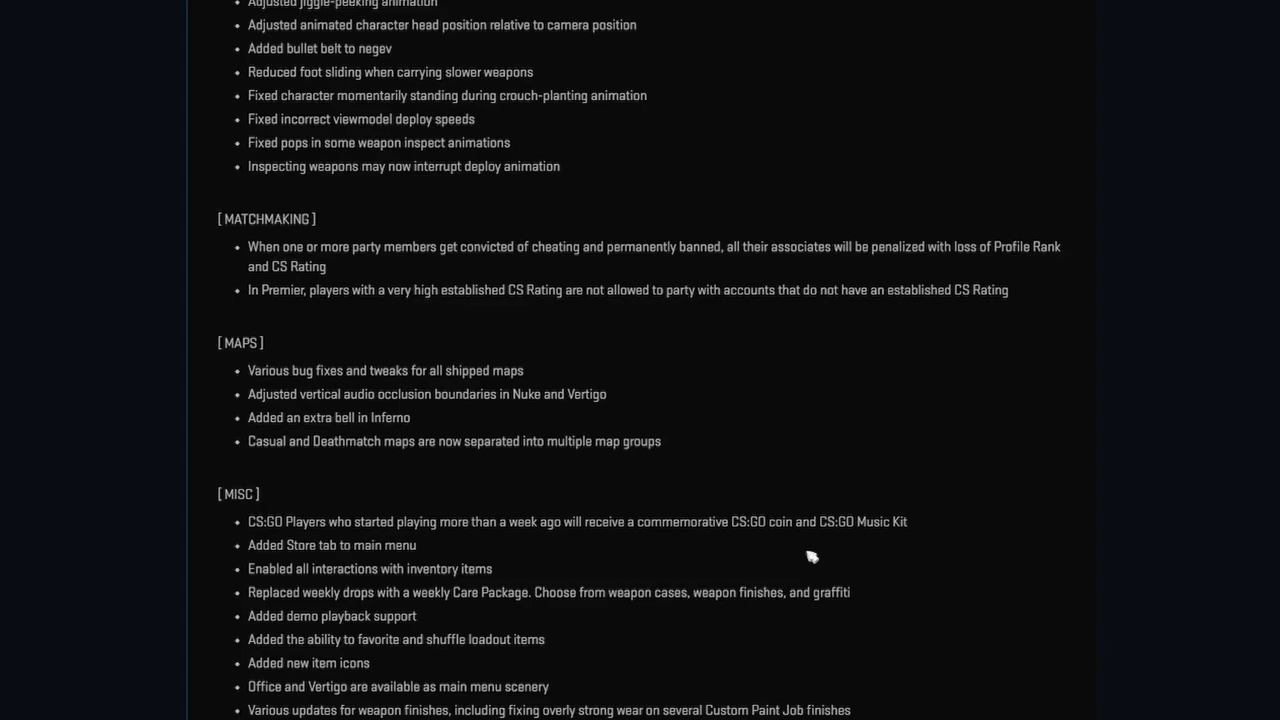 Adjusted jiggle-peeking animation
Adjusted animated character head position relative to camera position
Added bullet belt to negev
Reduced foot sliding when carrying slower weapons
Fixed character momentarily standing during crouch-planting animation
Fixed incorrect viewmodel deploy speeds
Fixed pops in some weapon inspect animations
Inspecting weapons may now interrupt deploy animation
[ MATCHMAKING ]
When one or more party members get convicted of cheating and permanently banned, all their associates will be penalized with loss of Profile Rank
and CS Rating
In Premier, players with a very high established CS Rating are not allowed to party with accounts that do not have an established CS Rating
[ MAPS ]
Various bug fixes and tweaks for all shipped maps
Adjusted vertical audio occlusion boundaries in Nuke and Vertigo
Added an extra bell in Inferno
Casual and Deathmatch maps are now separated into multiple map groups
[ MISC ]
CS:GO Players who started playing more than a week ago will receive a commemorative CS:GO coin and CS:GO Music Kit
Added Store tab to main menu
Enabled all interactions with inventory items
Replaced weekly drops with a weekly Care Package. Choose from weapon cases, weapon finishes, and graffiti
Added demo playback support
Added the ability to favorite and shuffle loadout items
Added new item icons
Office and Vertigo are available as main menu scenery
Various updates for weapon finishes, including fixing overly strong wear on several Custom Paint Job finishes